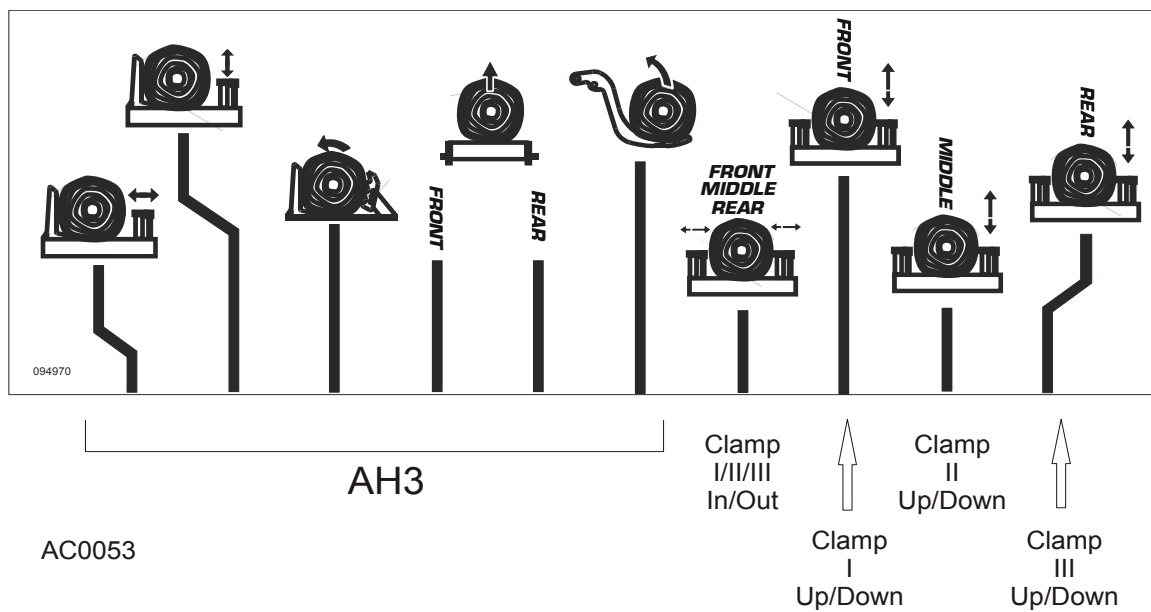 FRONT
REAR
FRONT
MIDDLE
REAR
FRONT
MIDDLE
REAR
094970
AH3
Clamp
I/II/III
In/Out
Clamp
I
Up/Down
Clamp
II
Up/Down
Clamp
III
Up/Down
AC0053